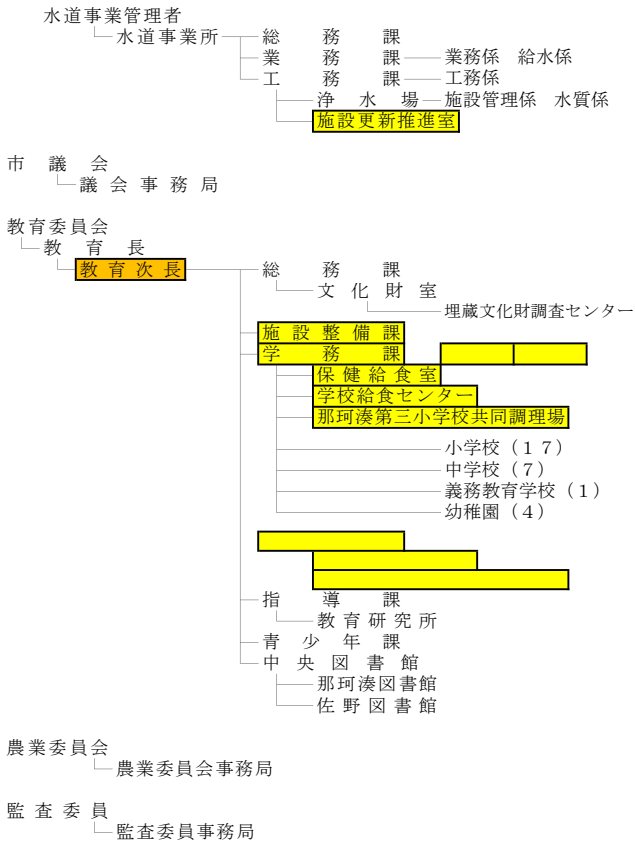 水道事業管理者
水道事業所 総務課
業務課 業務係 給水係
工務課 工務係
浄水場 施設管理係 水質係
施設更新推進室
市議会
議会事務局
教育委員会
教育長
教育次長 総務課
文化財室
埋蔵文化財調査センター
施設整備課
学務課
保健給食室
学校給食センター
那珂湊第三小学校共同調理場
小学校（１７）
中学校（７）
義務教育学校（１）
幼稚園（４）
指導課
教育研究所
青少年課
中央図書館
那珂湊図書館
佐野図書館
農業委員会
農業委員会事務局
監査委員
監査委員事務局